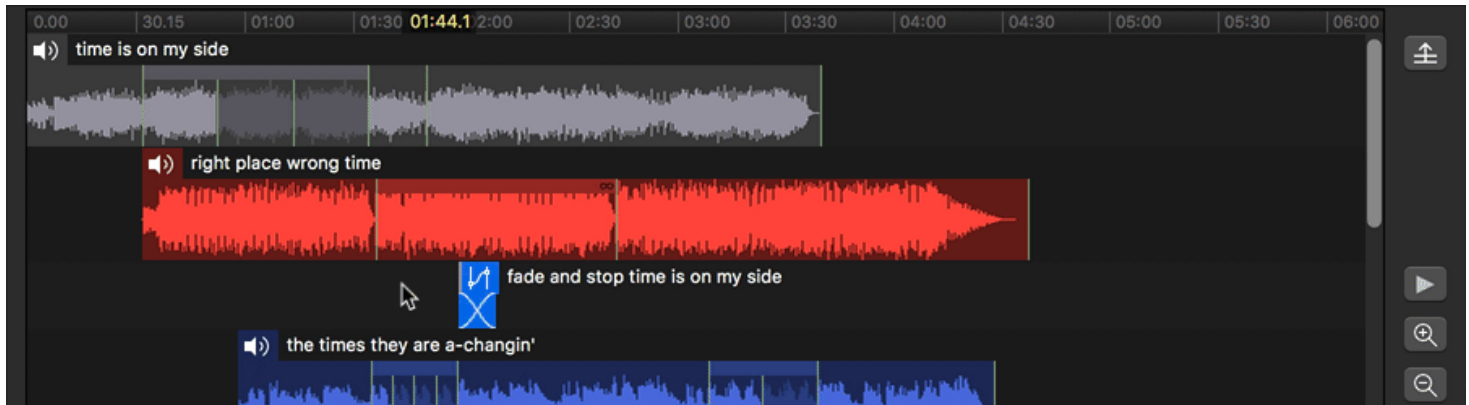 0.00 30.15 01:00 01:30 01:44.1 2:00 02:30 03:00 03:30 04:00 04:30 05:00 05:30 06:00
time is on my side
right place wrong time
∞
fade and stop time is on my side
the times they are a-changin'